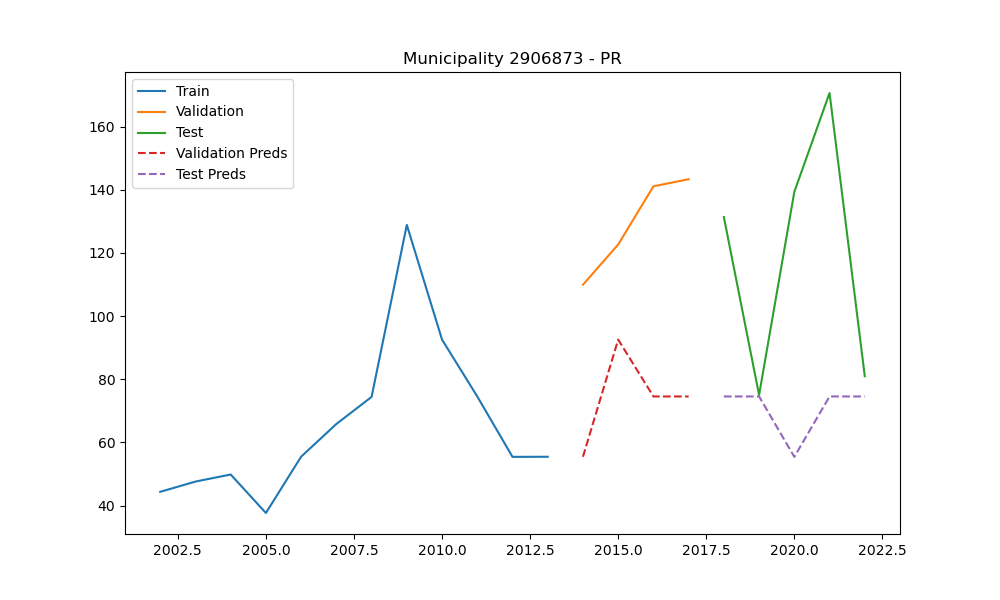 Municipality 2906873 - PR
Train
Validation
Test
Validation Preds
Test Preds
160
140
120
100
80
60
40
2002.5 2005.0 2007.5 2010.0 2012.5 2015.0 2017.5 2020.0 2022.5